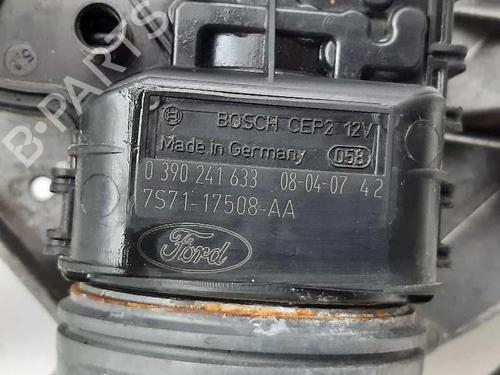 BOSCH CEP2 12V
Made in Germany 053
0 390 241 633 08-04-07 42
7S71-17508-AA
Ford
B-PARTS